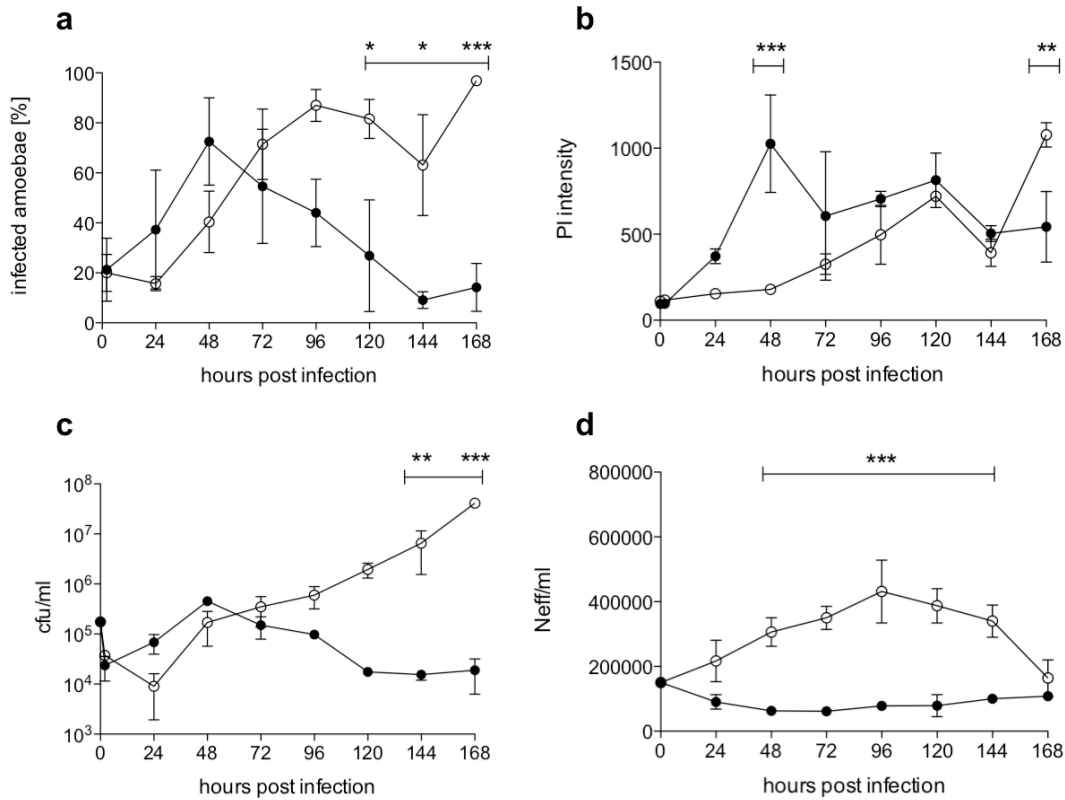 a
* * ***
infected amoebae [%]
100
80
60
40
20
0
0 24 48 72 96 120 144 168
hours post infection
b
*** **
PI intensity
1500
1000
500
0
0 24 48 72 96 120 144 168
hours post infection
c
** ***
cfu/ml
10⁸
10⁷
10⁶
10⁵
10⁴
10³
0 24 48 72 96 120 144 168
hours post infection
d
***
Neff/ml
800000
600000
400000
200000
0
0 24 48 72 96 120 144 168
hours post infection